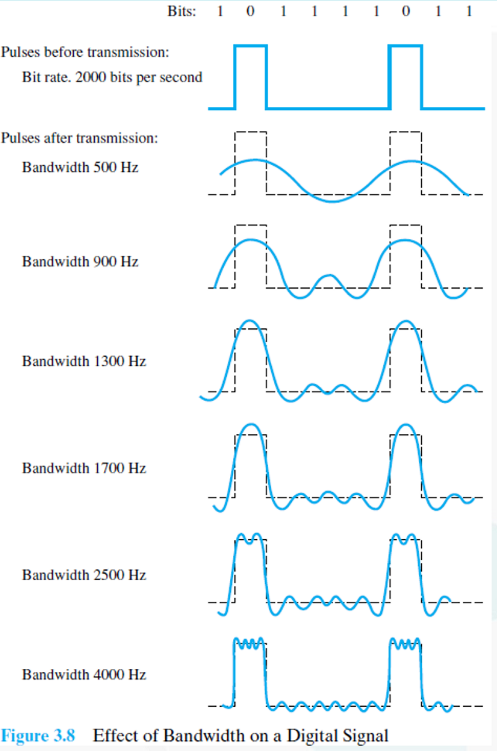 Bits: 1 0 1 1 1 1 0 1 1
Pulses before transmission:
Bit rate. 2000 bits per second
Pulses after transmission:
Bandwidth 500 Hz
Bandwidth 900 Hz
Bandwidth 1300 Hz
Bandwidth 1700 Hz
Bandwidth 2500 Hz
Bandwidth 4000 Hz
Figure 3.8 Effect of Bandwidth on a Digital Signal